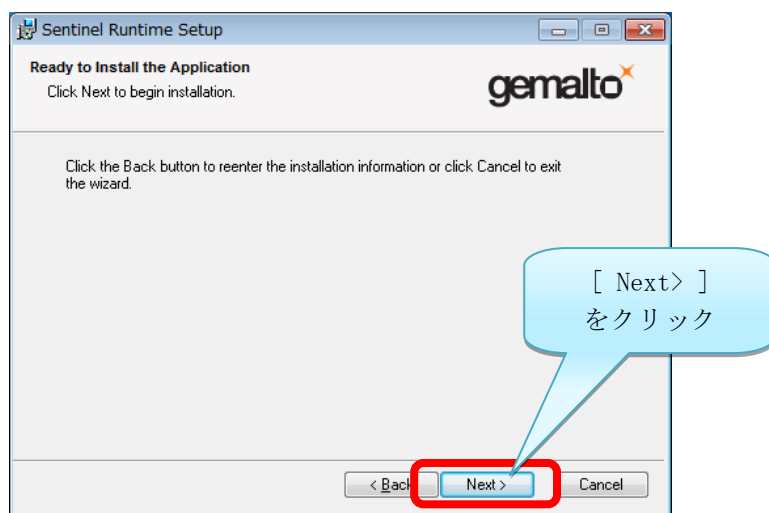 Sentinel Runtime Setup
Ready to Install the Application
Click Next to begin installation.
gemalto
Click the Back button to reenter the installation information or click Cancel to exit
the wizard.
[ Next> ]
をクリック
< Back
Next >
Cancel